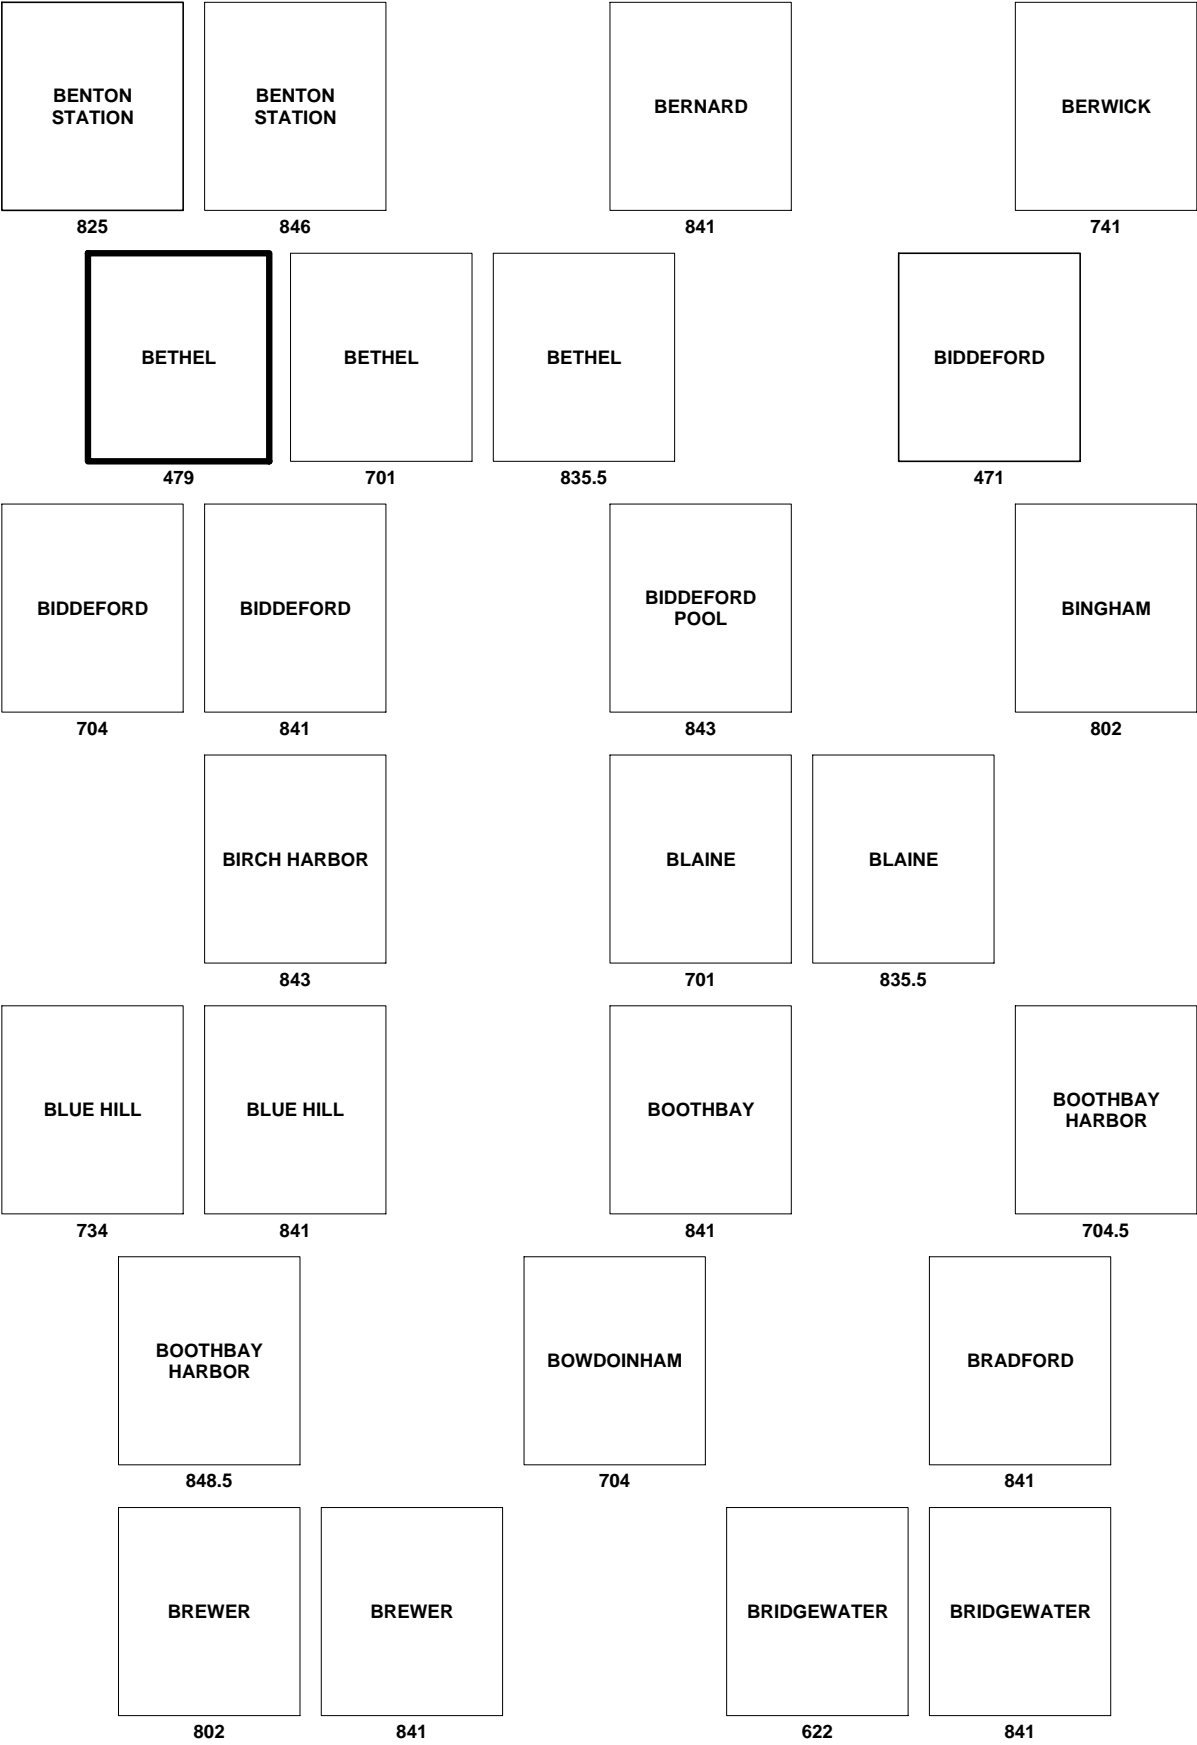 BENTON
STATION
BENTON
STATION
BERNARD
BERWICK
825
846
841
741
BETHEL
BETHEL
BETHEL
BIDDEFORD
479
701
835.5
471
BIDDEFORD
BIDDEFORD
BIDDEFORD
POOL
BINGHAM
704
841
843
802
BIRCH HARBOR
BLAINE
BLAINE
843
701
835.5
BLUE HILL
BLUE HILL
BOOTHBAY
BOOTHBAY
HARBOR
734
841
841
704.5
BOOTHBAY
HARBOR
BOWDOINHAM
BRADFORD
848.5
704
841
BREWER
BREWER
BRIDGEWATER
BRIDGEWATER
802
841
622
841